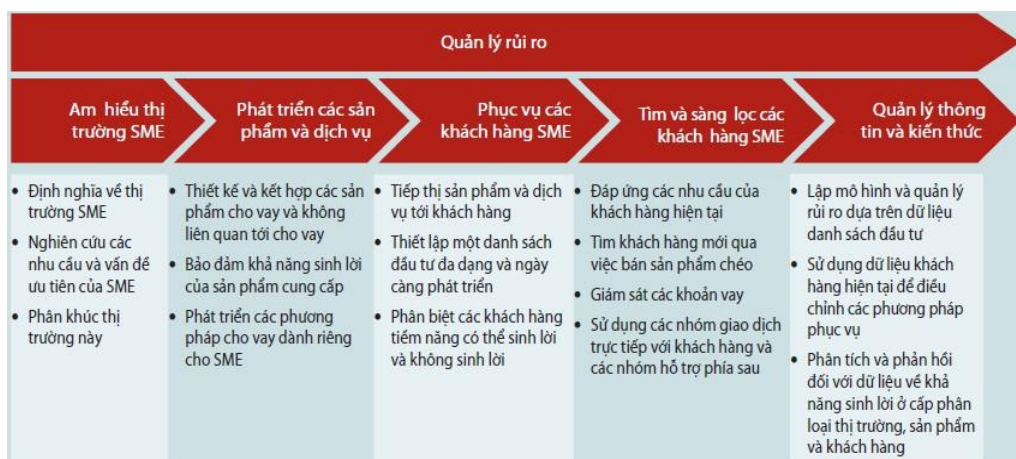 Quản lý rủi ro
Am hiểu thị
trường SME
Phát triển các sản
phẩm và dịch vụ
Phục vụ các
khách hàng SME
Tìm và sàng lọc các
khách hàng SME
Quản lý thông
tin và kiến thức
• Định nghĩa về thị
trường SME
• Nghiên cứu các
nhu cầu và vấn đề
ưu tiên của SME
• Phân khúc thị
trường này
• Thiết kế và kết hợp các sản
phẩm cho vay và không
liên quan tới cho vay
• Bảo đảm khả năng sinh lời
của sản phẩm cung cấp
• Phát triển các phương
pháp cho vay dành riêng
cho SME
• Tiếp thị sản phẩm và dịch
vụ tới khách hàng
• Thiết lập một danh sách
đầu tư đa dạng và ngày
càng phát triển
• Phân biệt các khách hàng
tiềm năng có thể sinh lời
và không sinh lời
• Đáp ứng các nhu cầu của
khách hàng hiện tại
• Tìm khách hàng mới qua
việc bán sản phẩm chéo
• Giám sát các khoản vay
• Sử dụng các nhóm giao dịch
trực tiếp với khách hàng và
các nhóm hỗ trợ phía sau
• Lập mô hình và quản lý
rủi ro dựa trên dữ liệu
danh sách đầu tư
• Sử dụng dữ liệu khách
hàng hiện tại để điều
chỉnh các phương pháp
phục vụ
• Phân tích và phản hồi
đối với dữ liệu về khả
năng sinh lời ở cấp phân
loại thị trường, sản phẩm
và khách hàng